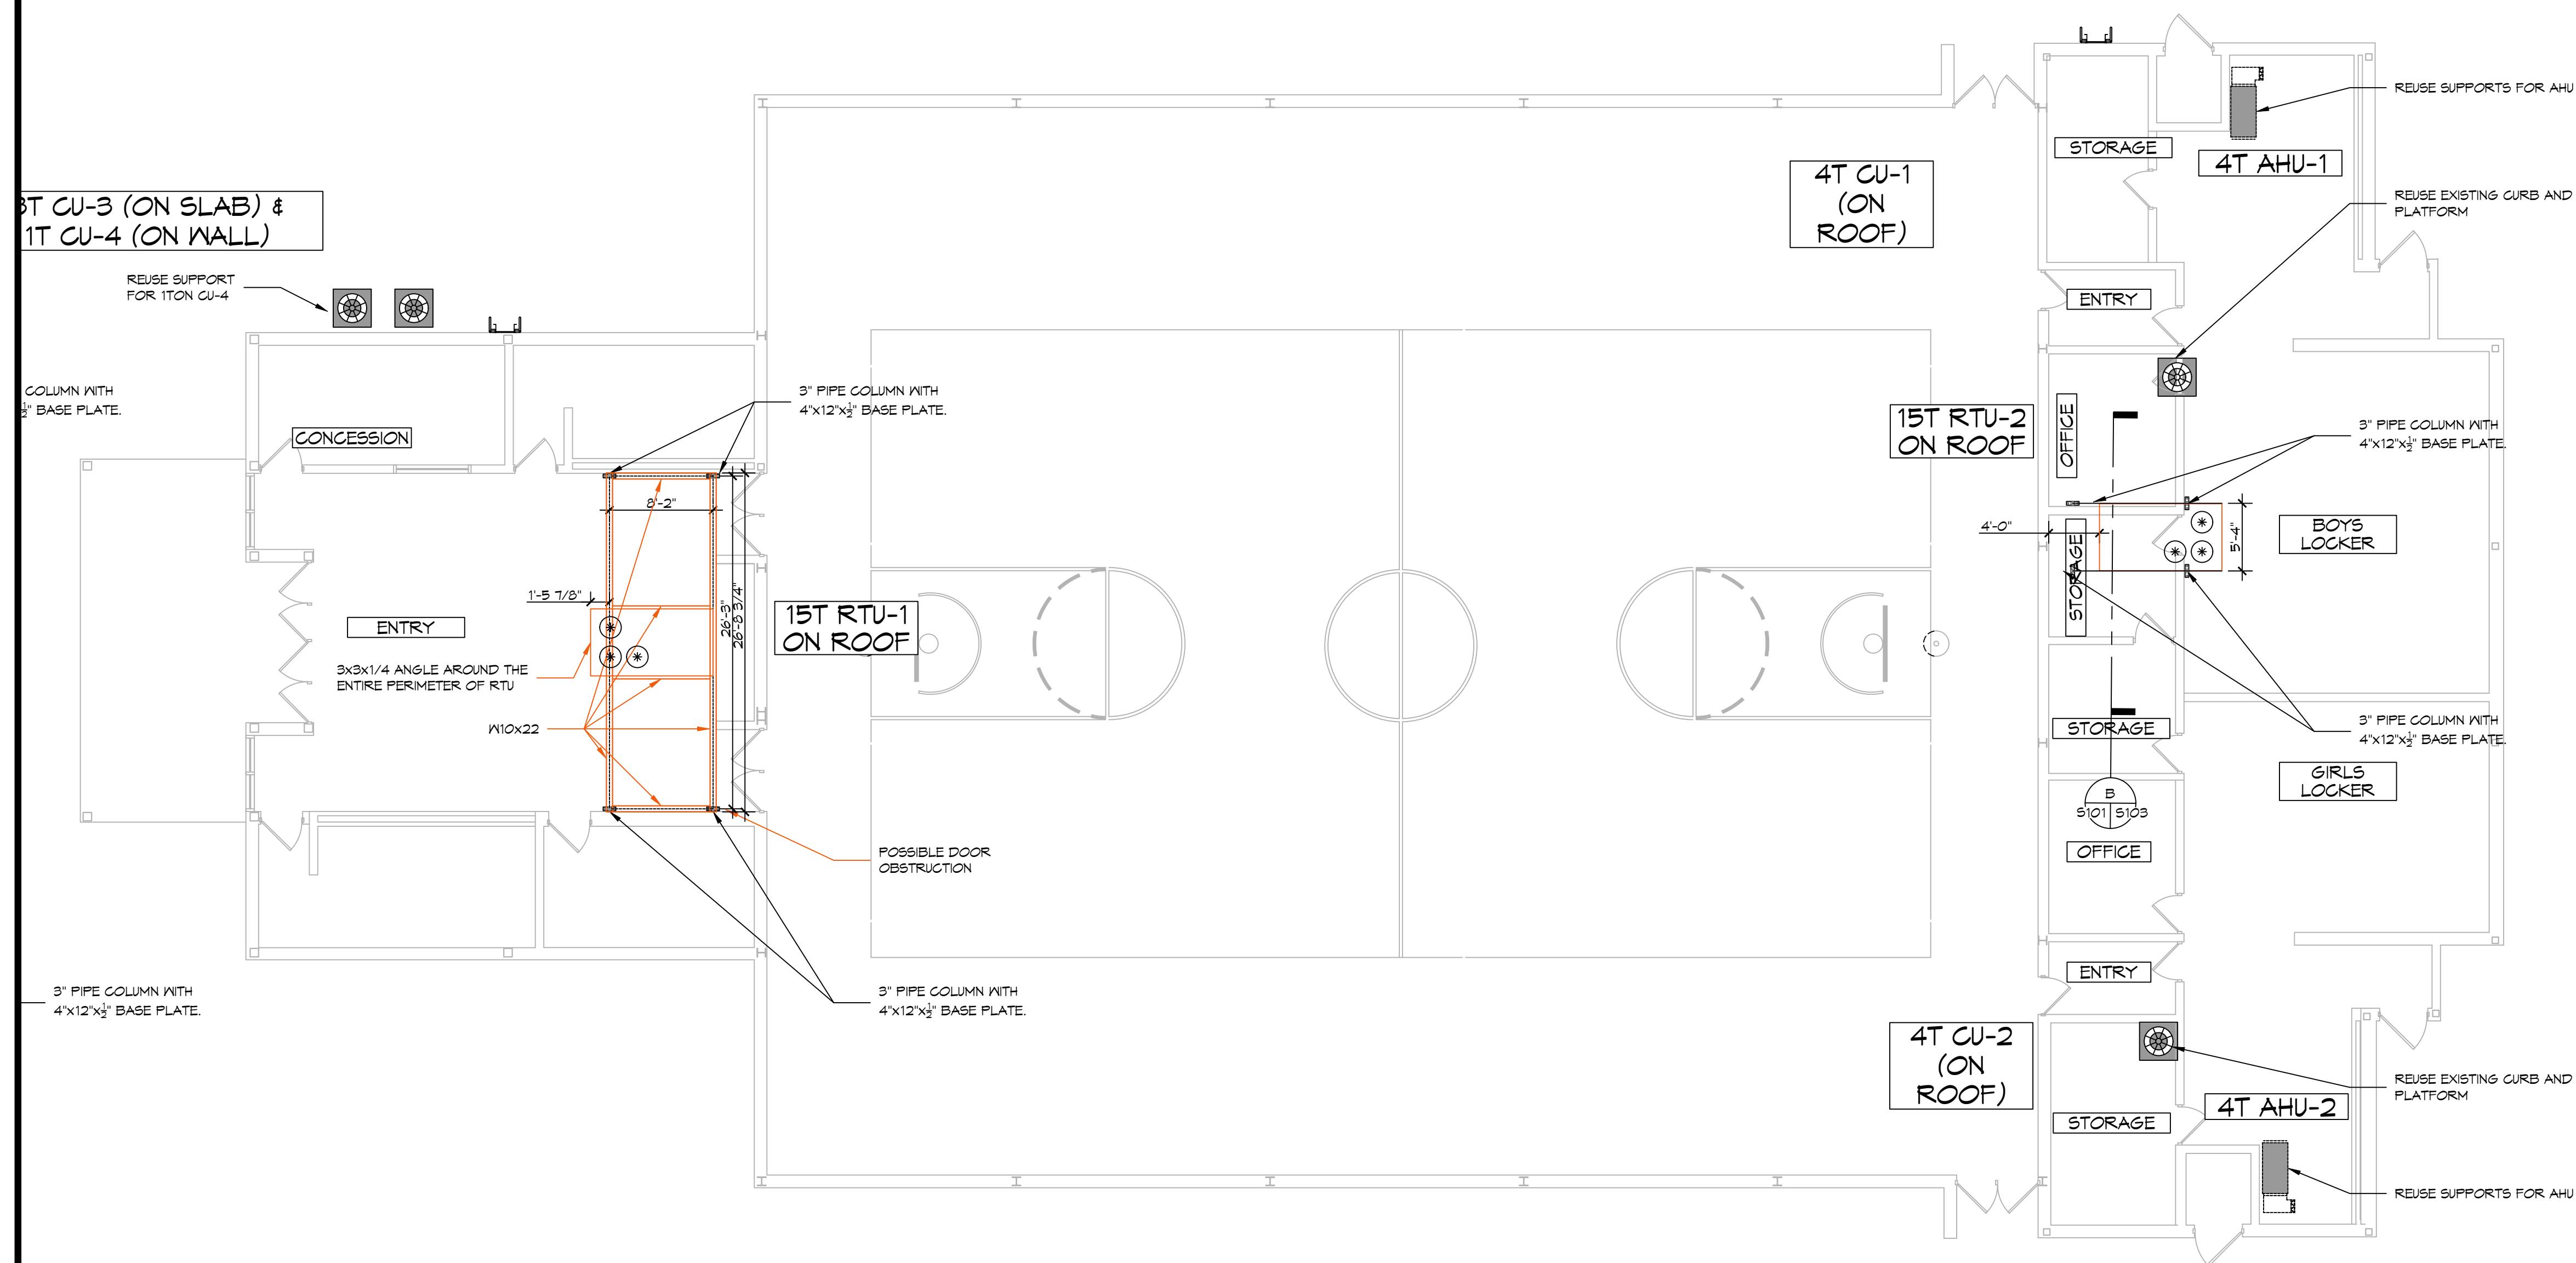 REUSE SUPPORTS FOR AHU
STORAGE
4T AHU-1
4T CU-1
(ON
ROOF)
REUSE EXISTING CURB AND
PLATFORM
3T CU-3 (ON SLAB) &
1T CU-4 (ON WALL)
REUSE SUPPORT
FOR 1TON CU-4
ENTRY
COLUMN WITH
½" BASE PLATE.
3" PIPE COLUMN WITH
4"x12"x½" BASE PLATE.
CONCESSION
15T RTU-2
ON ROOF
OFFICE
3" PIPE COLUMN WITH
4"x12"x½" BASE PLATE.
8'-2"
4'-0"
STORAGE
5'-4"
BOYS
LOCKER
1'-5 7/8"
26'-3"
26'-8 3/4"
15T RTU-1
ON ROOF
ENTRY
3x3x1/4 ANGLE AROUND THE
ENTIRE PERIMETER OF RTU
W10x22
STORAGE
3" PIPE COLUMN WITH
4"x12"x½" BASE PLATE.
GIRLS
LOCKER
B
S101 S103
POSSIBLE DOOR
OBSTRUCTION
OFFICE
ENTRY
3" PIPE COLUMN WITH
4"x12"x½" BASE PLATE.
3" PIPE COLUMN WITH
4"x12"x½" BASE PLATE.
4T CU-2
(ON
ROOF)
REUSE EXISTING CURB AND
PLATFORM
4T AHU-2
STORAGE
REUSE SUPPORTS FOR AHU